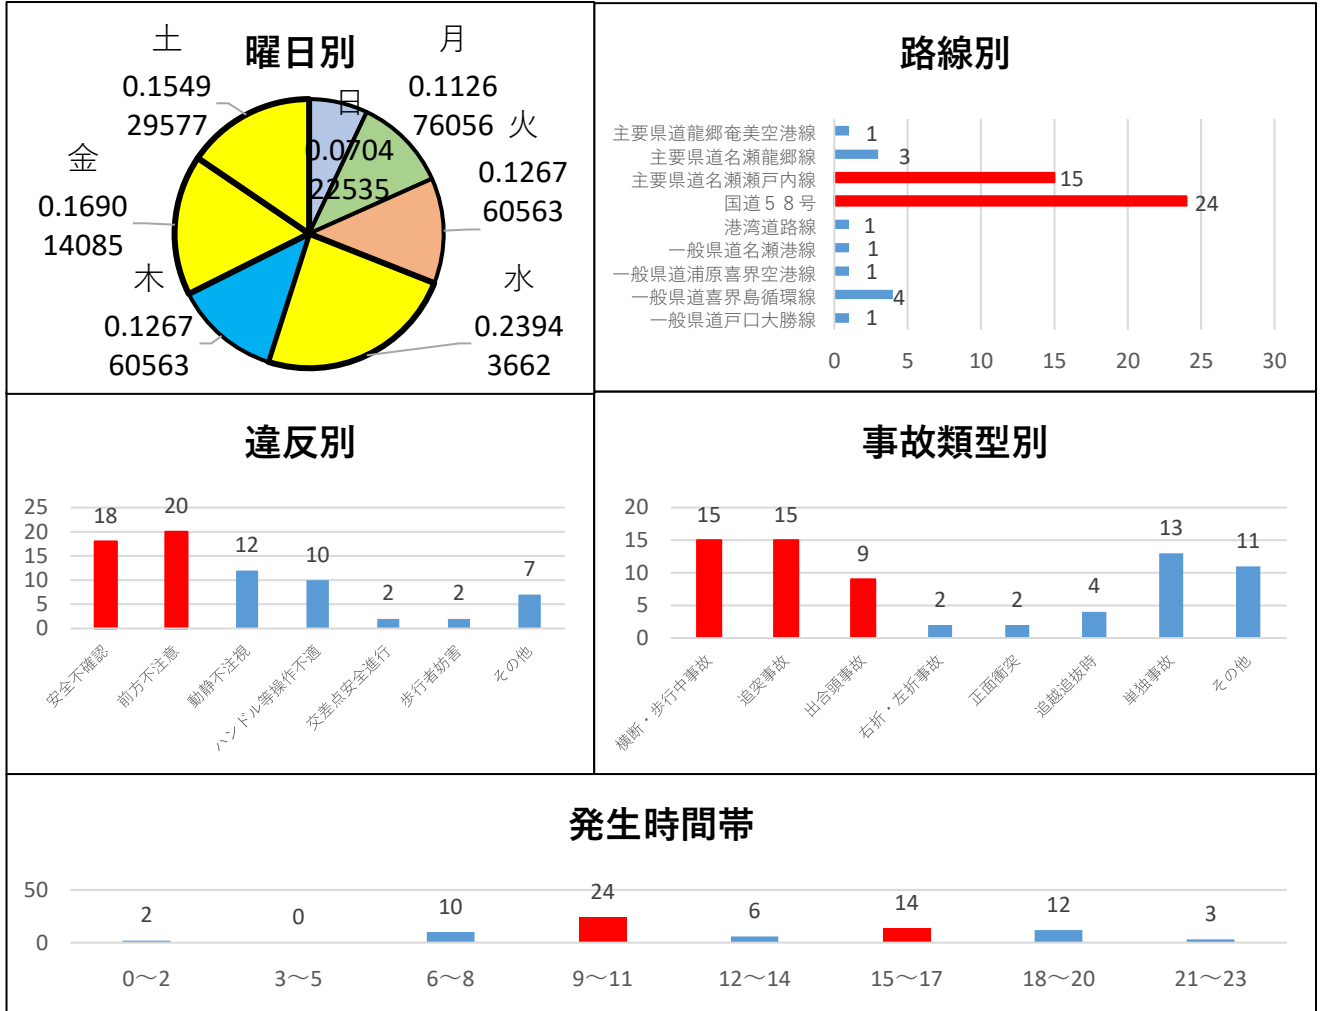 曜日別
土
0.1549
29577
月
0.1126
76056
日
0.0704
22535
火
0.1267
60563
金
0.1690
14085
木
0.1267
60563
水
0.2394
3662
路線別
主要県道龍郷奄美空港線 1
主要県道名瀬龍郷線 3
主要県道名瀬瀬戸内線 15
国道58号 24
港湾道路線 1
一般県道名瀬港線 1
一般県道浦原喜界空港線 1
一般県道喜界島循環線 4
一般県道戸口大勝線 1
0 5 10 15 20 25 30
違反別
25
20
15
10
5
0
18 20 12 10 2 2 7
安全不確認
前方不注意
動静不注視
ハンドル等操作不適
交差点安全進行
歩行者妨害
その他
事故類型別
20
15
10
5
0
15 15 9 2 2 4 13 11
横断・歩行中事故
追突事故
出合頭事故
右折・左折事故
正面衝突
追越追抜時
単独事故
その他
発生時間帯
50
0
2 0 10 24 6 14 12 3
0～2 3～5 6～8 9～11 12～14 15～17 18～20 21～23